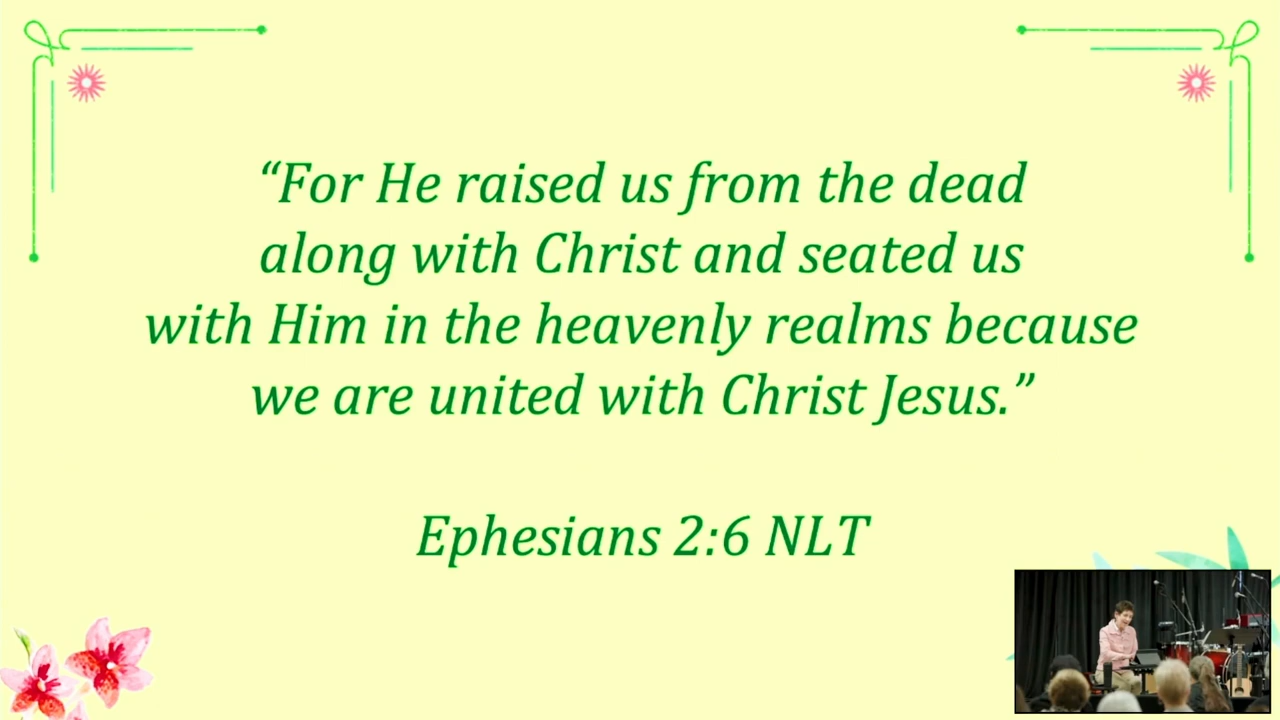 “For He raised us from the dead
along with Christ and seated us
with Him in the heavenly realms because
we are united with Christ Jesus.”
Ephesians 2:6 NLT